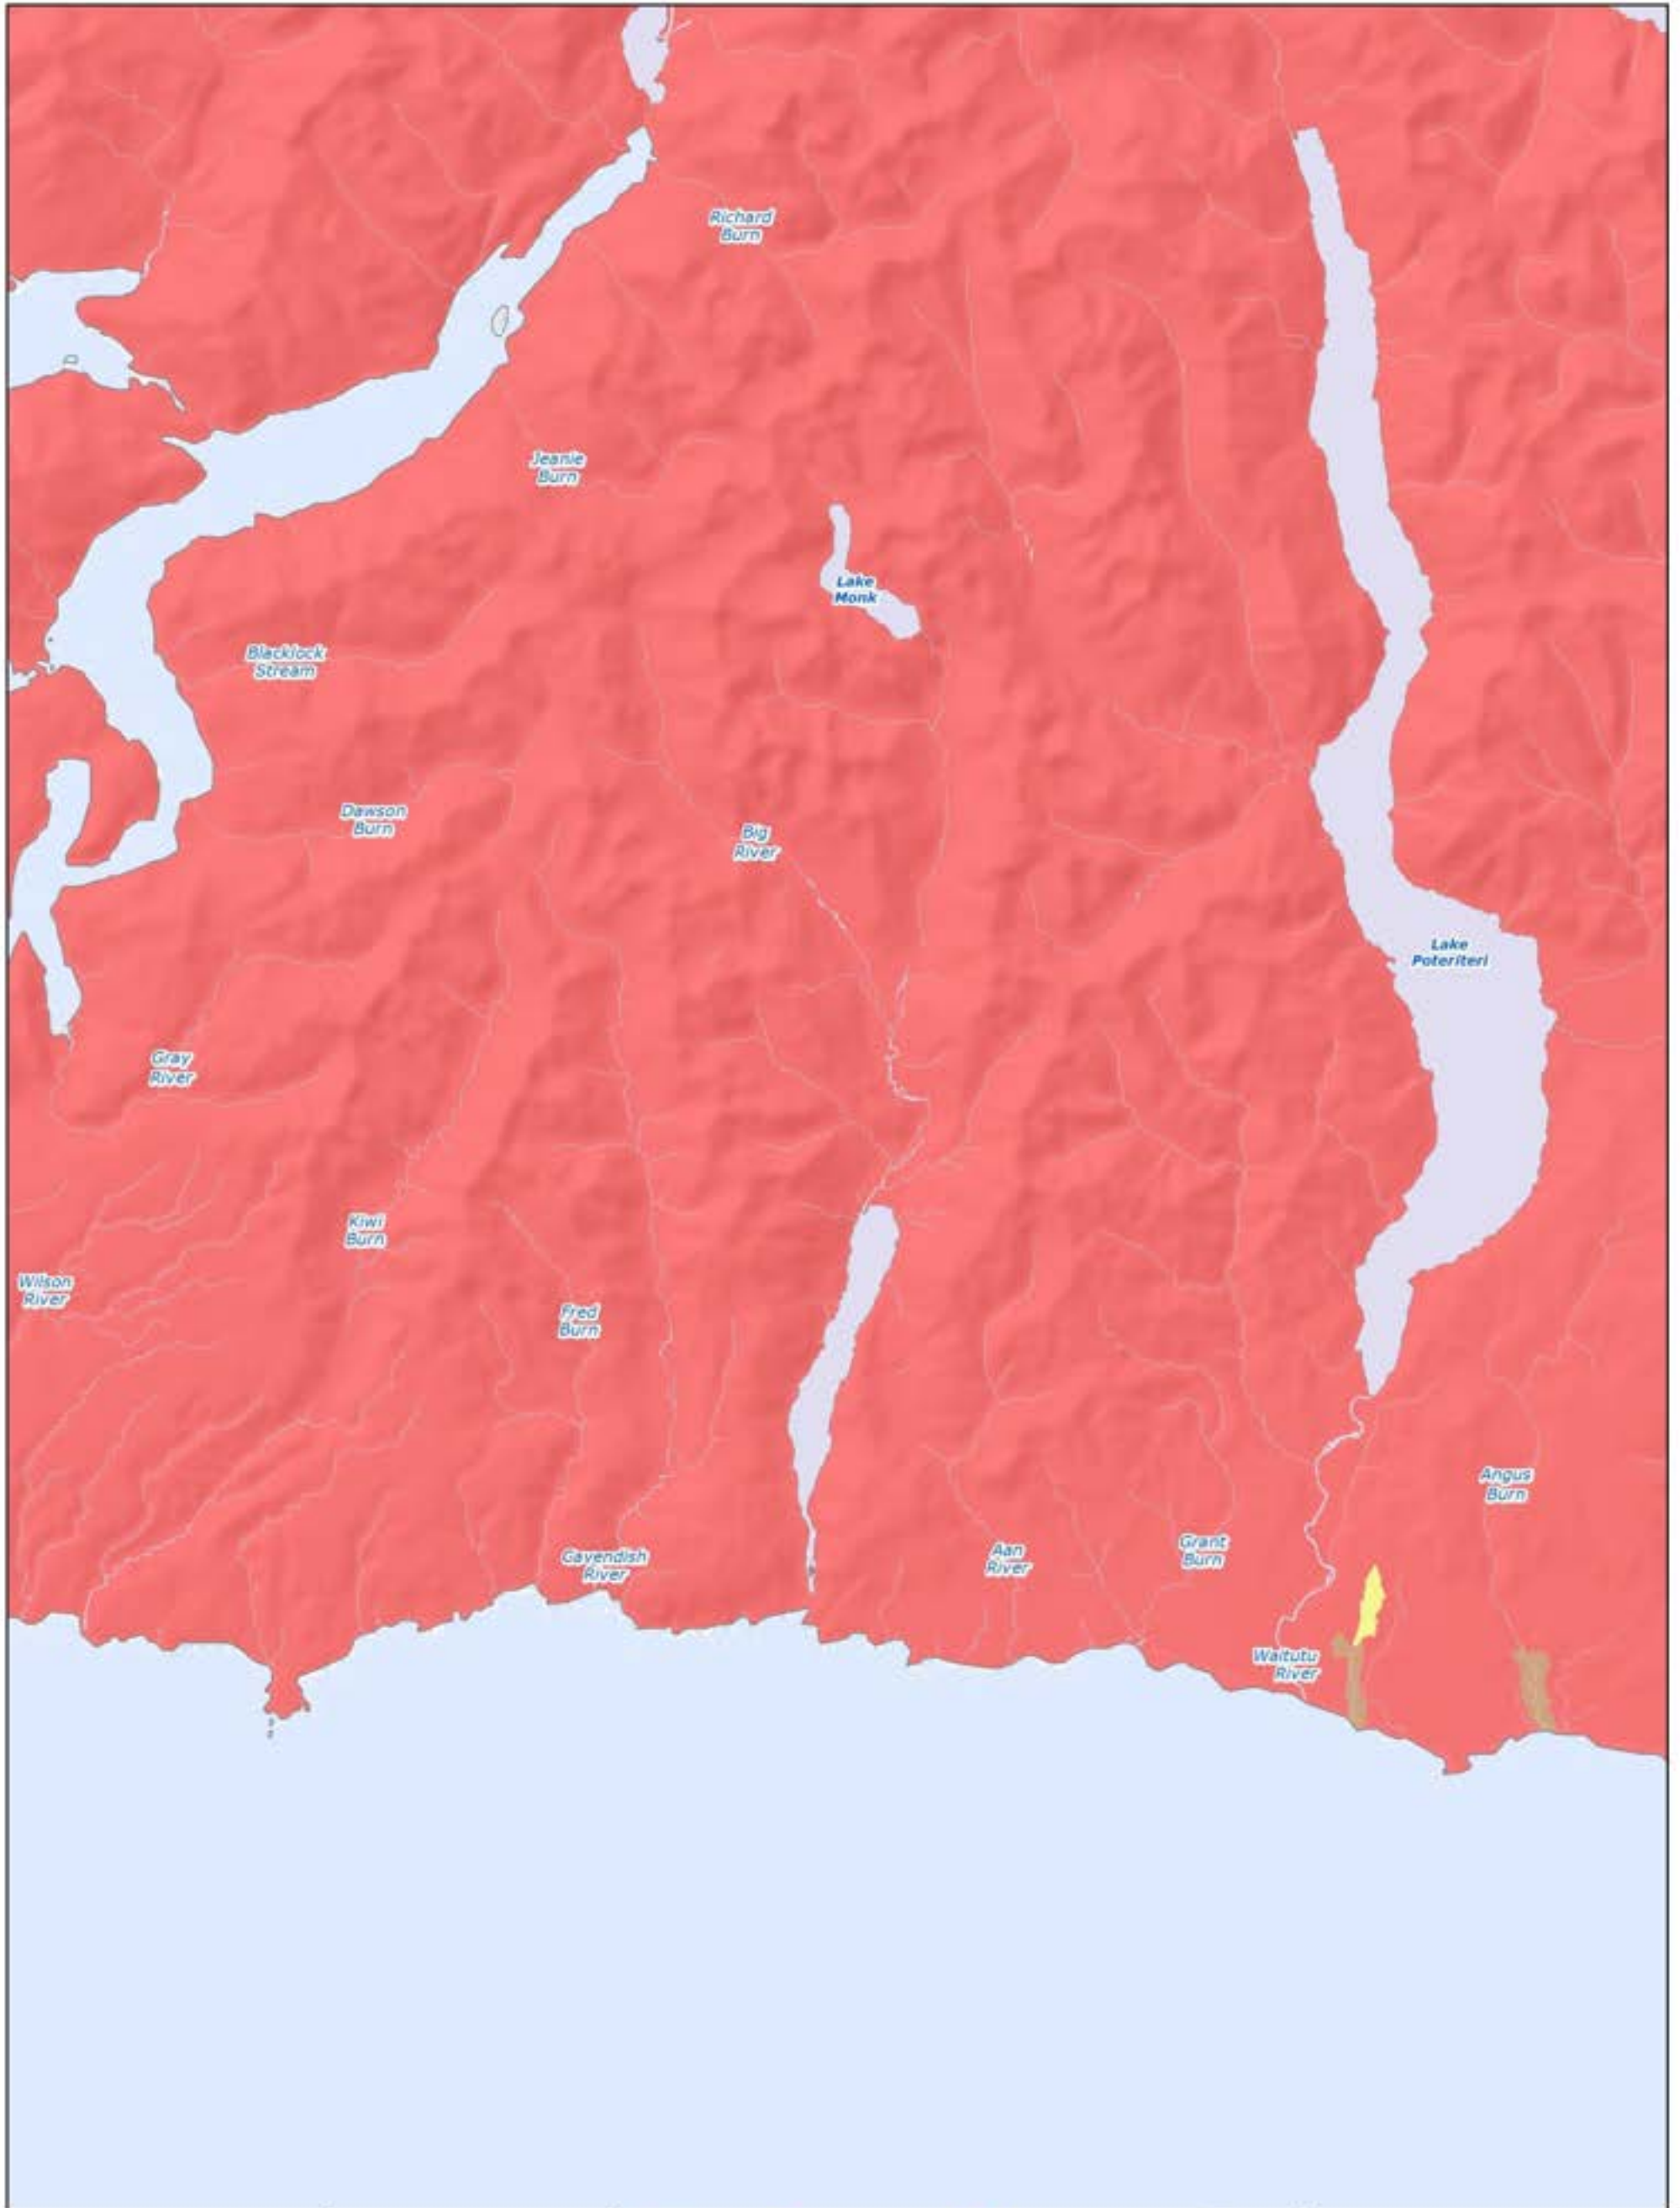 Richard
Burn
Jeanie
Burn
Lake
Monk
Blacklock
Stream
Dawson
Burn
Big
River
Lake
Poteriteri
Gray
River
Kiwi
Burn
Wilson
River
Fred
Burn
Angus
Burn
Cavendish
River
Aan
River
Grant
Burn
Waitutu
River